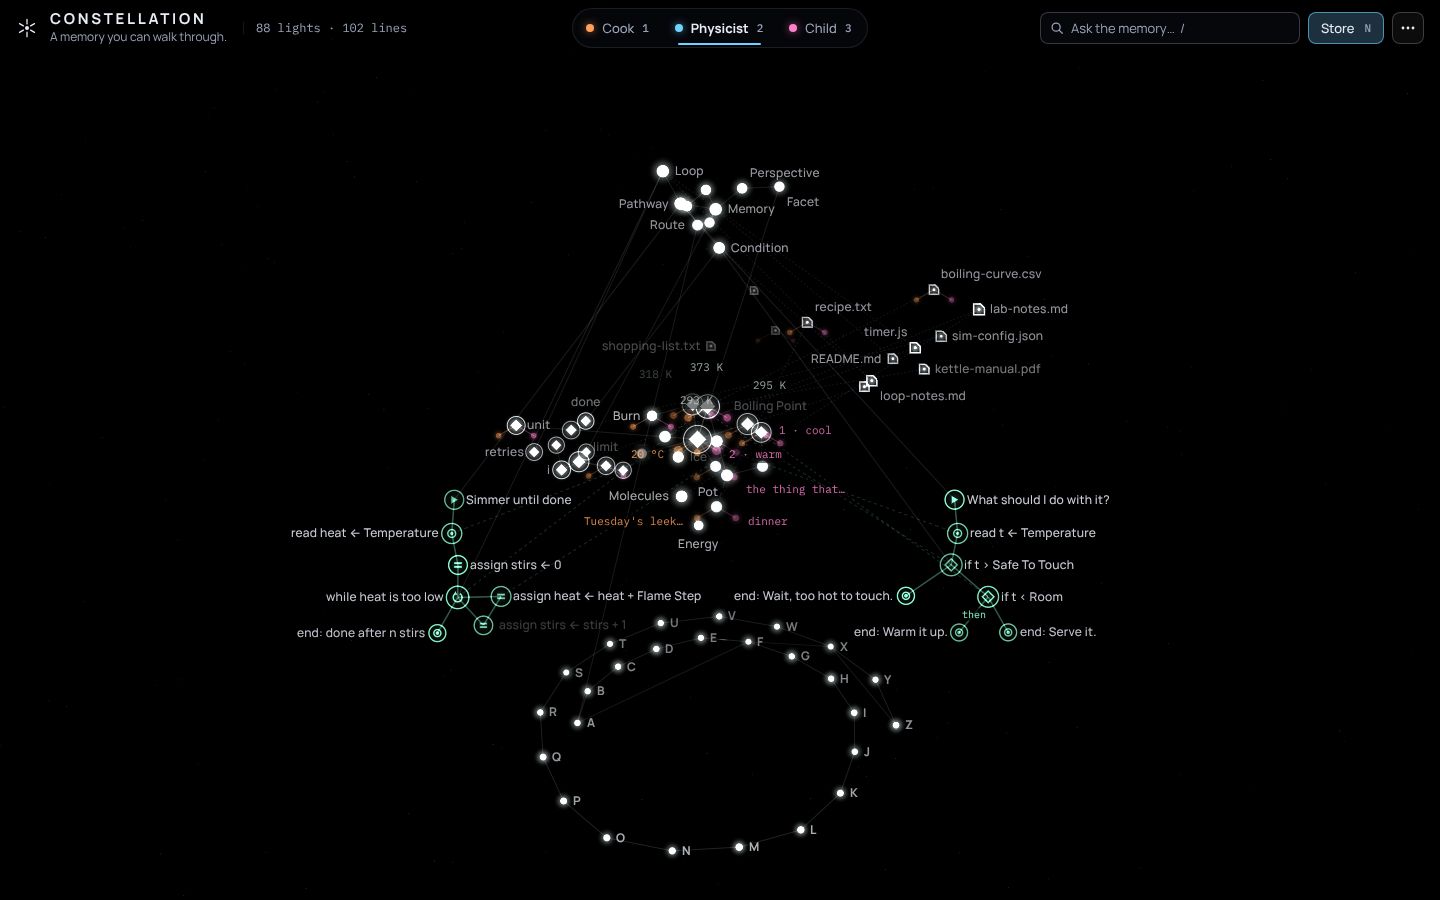 CONSTELLATION
A memory you can walk through.
88 lights · 102 lines
Cook 1
Physicist 2
Child 3
Ask the memory... /
Store N
Loop
Perspective
Pathway
Memory
Facet
Route
Condition
boiling-curve.csv
recipe.txt
lab-notes.md
timer.js
sim-config.json
shopping-list.txt
README.md
373 K
kettle-manual.pdf
318 K
295 K
loop-notes.md
293 K
done
Burn
Boiling Point
unit
1 · cool
limit
retries
20 °C
Ice
2 · warm
i
the thing that…
Molecules
Pot
Simmer until done
What should I do with it?
Tuesday's leek…
dinner
read heat ← Temperature
read t ← Temperature
Energy
assign stirs ← 0
if t > Safe To Touch
while heat is too low
assign heat ← heat + Flame Step
end: Wait, too hot to touch.
if t < Room
then
assign stirs ← stirs + 1
end: done after n stirs
end: Warm it up.
end: Serve it.
V
U
W
E
T
D
F
X
G
C
S
H
Y
B
R
A
I
Z
Q
J
P
K
O
L
N
M